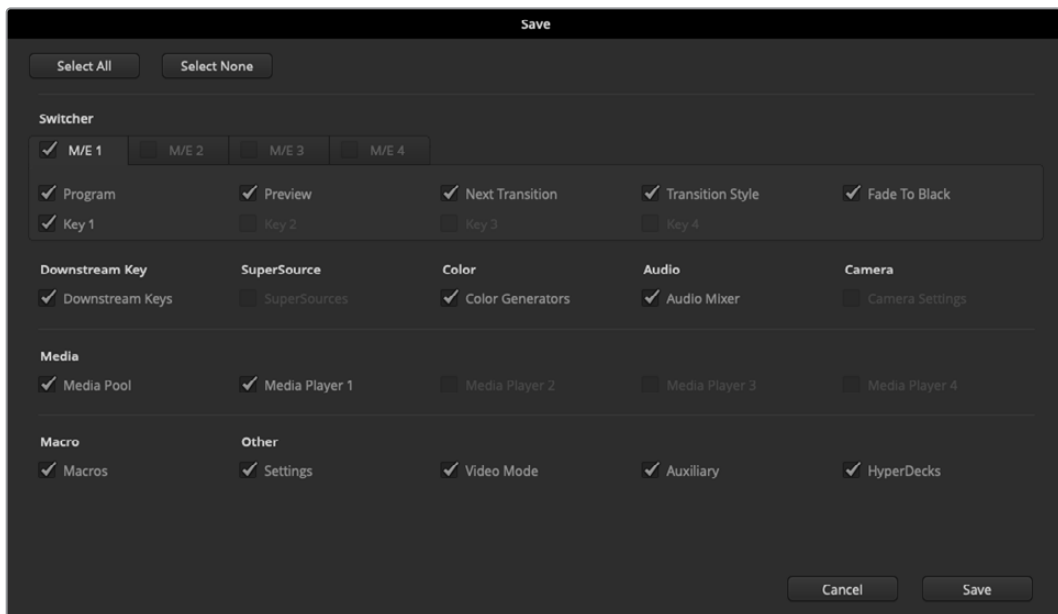 Save
Select All Select None
Switcher
M/E 1 M/E 2 M/E 3 M/E 4
Program Preview Next Transition Transition Style Fade To Black
Key 1 Key 2 Key 3 Key 4
Downstream Key SuperSource Color Audio Camera
Downstream Keys SuperSources Color Generators Audio Mixer Camera Settings
Media
Media Pool Media Player 1 Media Player 2 Media Player 3 Media Player 4
Macro Other
Macros Settings Video Mode Auxiliary HyperDecks
Cancel Save